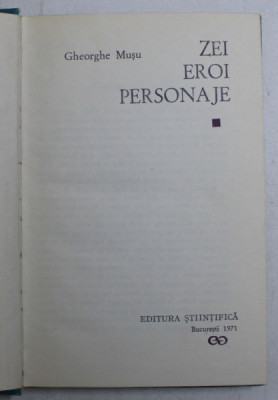 Gheorghe Mușu
ZEI
EROI
PERSONAJE
EDITURA ȘTIINȚIFICĂ
București 1971